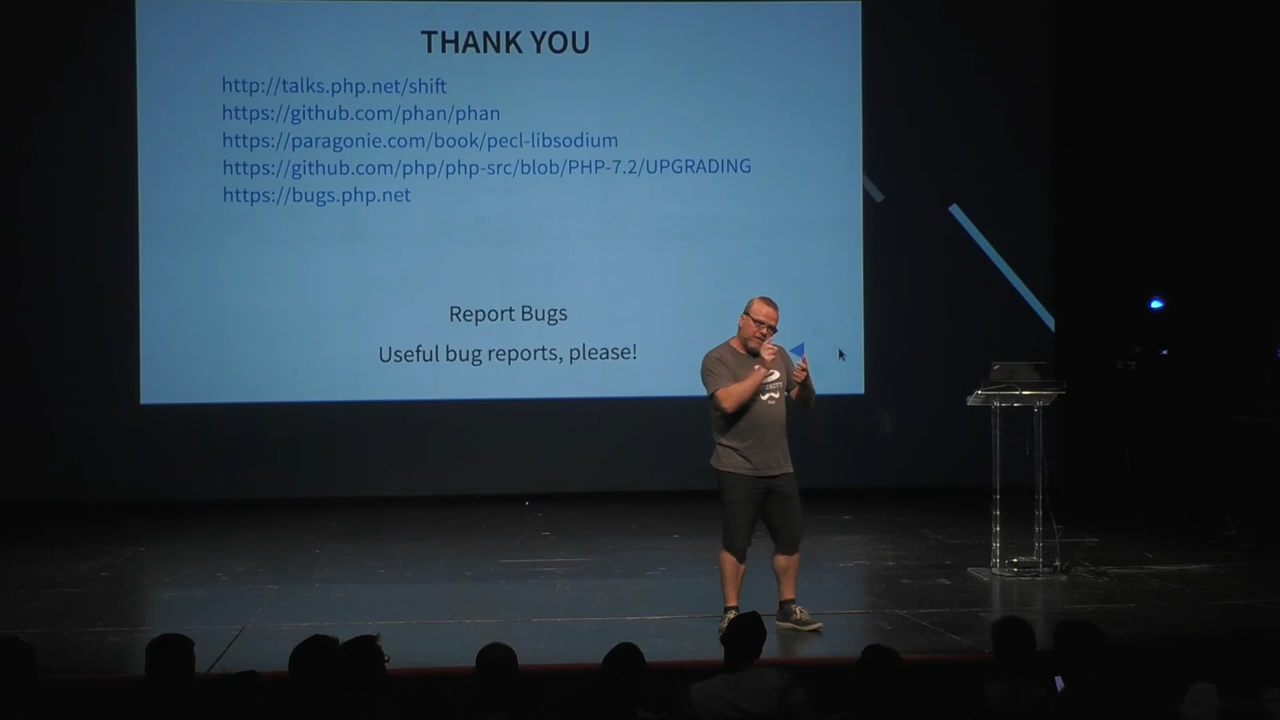 THANK YOU
http://talks.php.net/shift
https://github.com/phan/phan
https://paragonie.com/book/pecl-libsodium
https://github.com/php/php-src/blob/PHP-7.2/UPGRADING
https://bugs.php.net
Report Bugs
Useful bug reports, please!